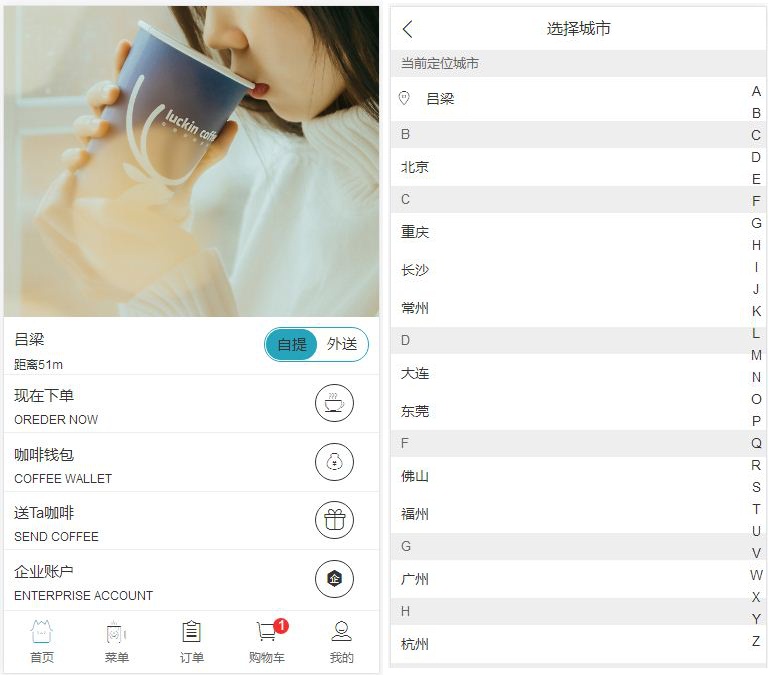 luckin coffee
吕梁
距离51m
自提
外送
现在下单
OREDER NOW
咖啡钱包
COFFEE WALLET
送Ta咖啡
SEND COFFEE
企业账户
ENTERPRISE ACCOUNT
企
首页
菜单
订单
1
购物车
我的
选择城市
当前定位城市
吕梁
B
北京
C
重庆
长沙
常州
D
大连
东莞
F
佛山
福州
G
广州
H
杭州
A
B
C
D
E
F
G
H
I
J
K
L
M
N
O
P
Q
R
S
T
U
V
W
X
Y
Z